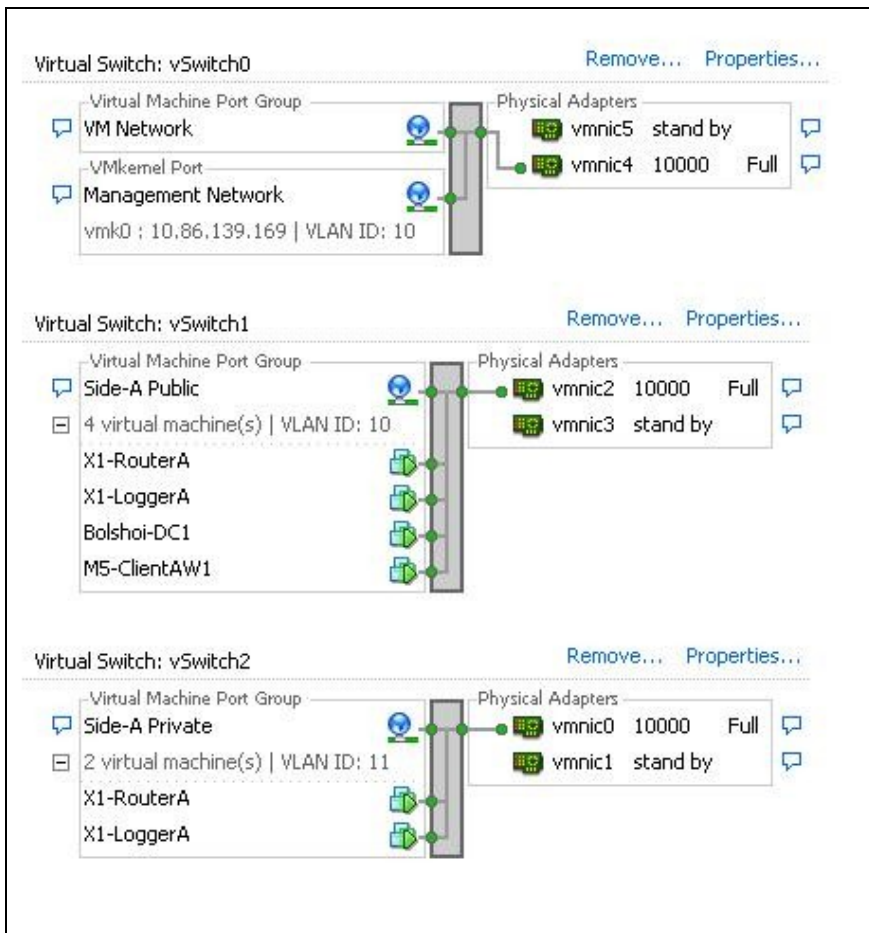 Virtual Switch: vSwitch0 Remove... Properties...
Virtual Machine Port Group Physical Adapters
VM Network vmnic5 stand by
VMkernel Port vmnic4 10000 Full
Management Network
vmk0 : 10.86.139.169 | VLAN ID: 10
Virtual Switch: vSwitch1 Remove... Properties...
Virtual Machine Port Group Physical Adapters
Side-A Public vmnic2 10000 Full
4 virtual machine(s) | VLAN ID: 10 vmnic3 stand by
X1-RouterA
X1-LoggerA
Bolshoi-DC1
M5-ClientAW1
Virtual Switch: vSwitch2 Remove... Properties...
Virtual Machine Port Group Physical Adapters
Side-A Private vmnic0 10000 Full
2 virtual machine(s) | VLAN ID: 11 vmnic1 stand by
X1-RouterA
X1-LoggerA